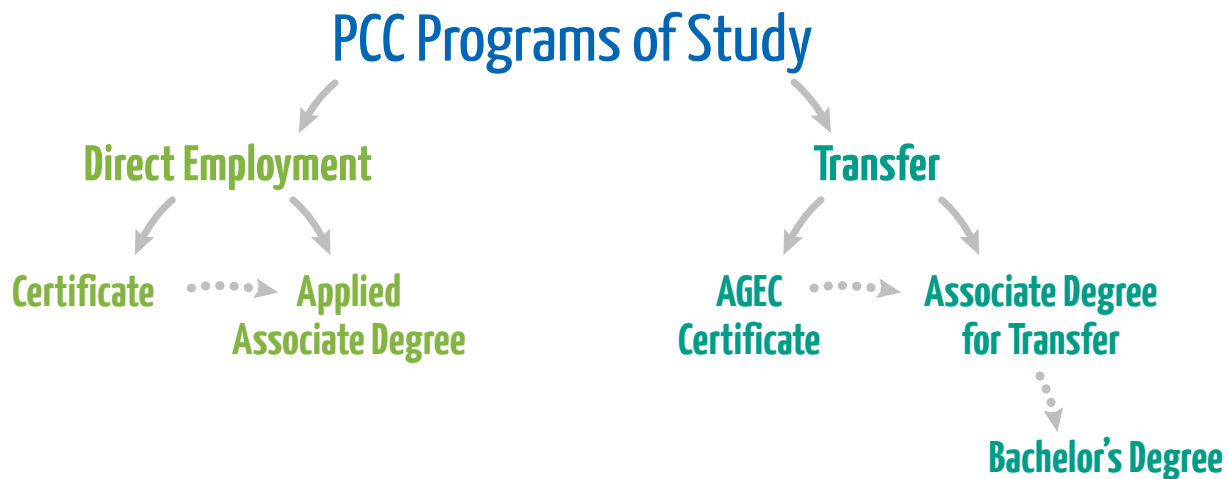 PCC Programs of Study
Direct Employment
Transfer
Certificate
Applied
Associate Degree
AGEC
Certificate
Associate Degree
for Transfer
Bachelor’s Degree